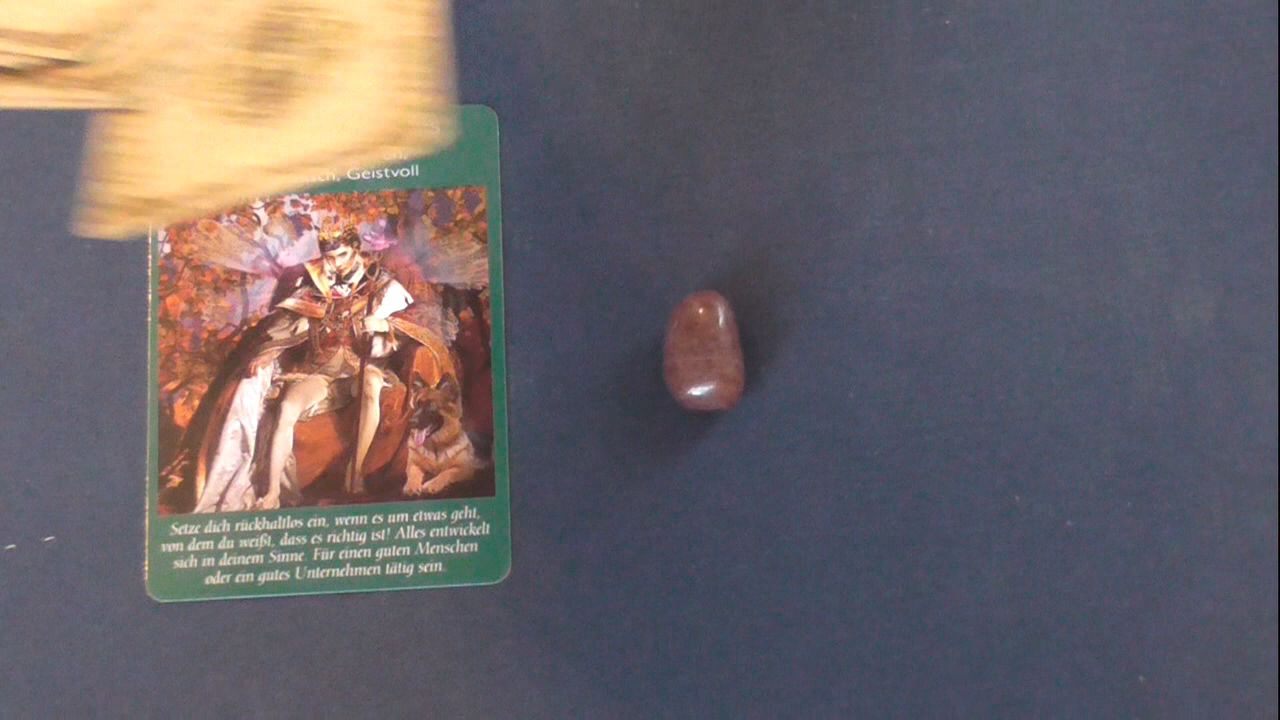 Geistvoll
Setze dich rückhaltlos ein, wenn es um etwas geht,
von dem du weißt, dass es richtig ist! Alles entwickelt
sich in deinem Sinne. Für einen guten Menschen
oder ein gutes Unternehmen tätig sein.